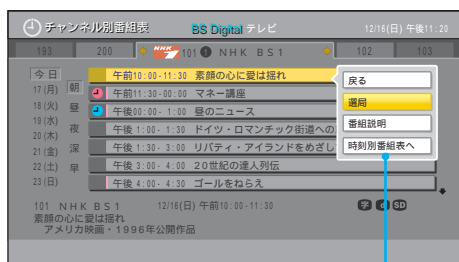 チャンネル別番組表 BS Digital テレビ 12/16(日) 午後11:20
193 200 NHK 101 1 NHK BS1 102 103
今日 朝 午前10:00-11:30 素顔の心に愛は揺れ
17(月) 午前11:30-00:00 マネー講座
18(火) 昼 午後00:00- 1:00 昼のニュース
19(水)
20(木) 夜 午後 1:00- 1:30 ドイツ・ロマンチック街道への
21(金) 深 午後 1:30- 3:00 リバティ・アイランドをめざし
22(土) 早 午後 3:00- 4:00 20世紀の達人列伝
23(日) 午後 4:00- 4:30 ゴールをねらえ
戻る
選局
番組説明
時刻別番組表へ
101 NHK BS1 12/16(日)午前10:00-11:30 字 SD
素顔の心に愛は揺れ
アメリカ映画・1996年公開作品